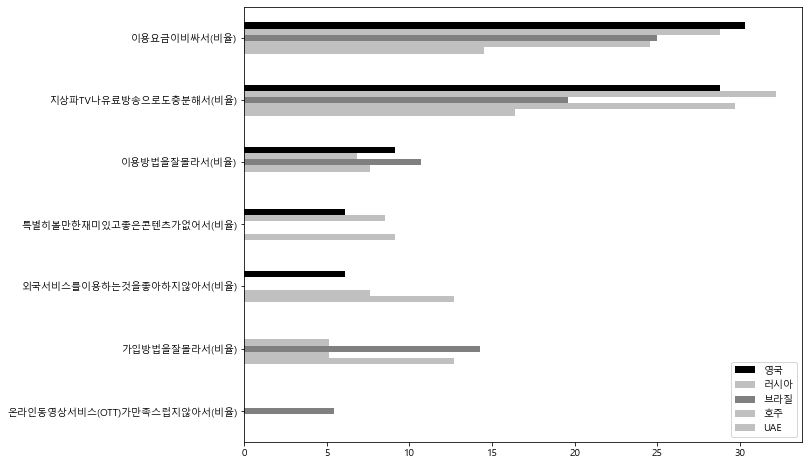 이용요금이비싸서(비율)
지상파TV나유료방송으로도충분해서(비율)
이용방법을잘몰라서(비율)
특별히볼만한재미있고좋은콘텐츠가없어서(비율)
외국서비스를이용하는것을좋아하지않아서(비율)
가입방법을잘몰라서(비율)
온라인동영상서비스(OTT)가만족스럽지않아서(비율)
영국
러시아
브라질
호주
UAE
0 5 10 15 20 25 30